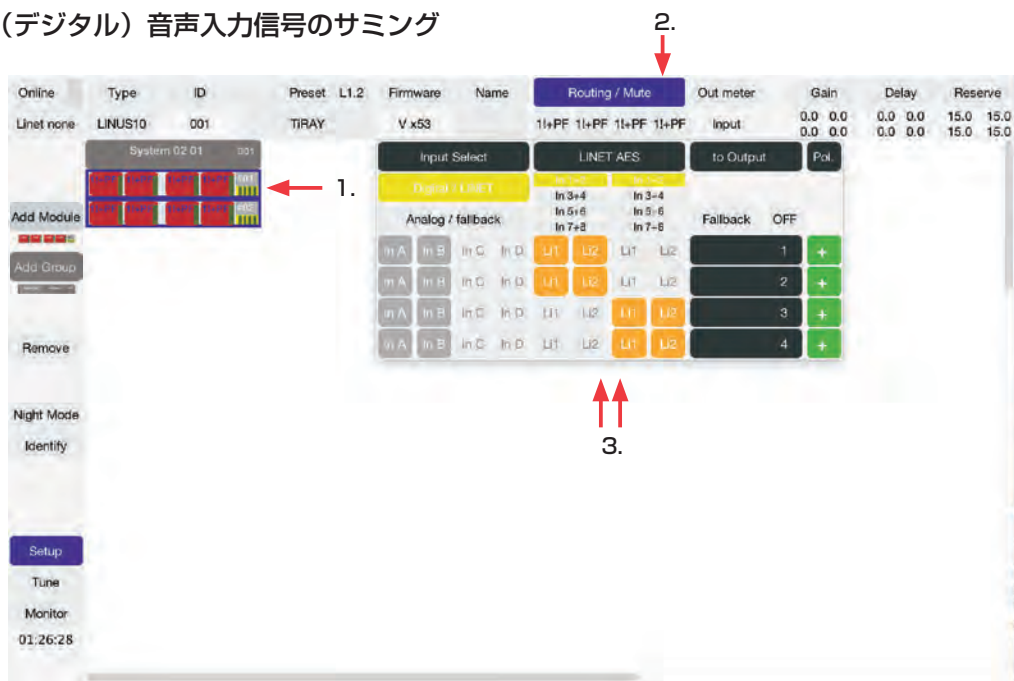 （デジタル）音声入力信号のサミング
2.
Online Type ID Preset L1.2 Firmware Name Routing / Mute Out meter Gain Delay Reserve
Linet none LINUS10 001 TiRAY V x53 1!+PF 1!+PF 1!+PF 1!+PF Input 0.0 0.0 0.0 0.0 15.0 15.0
0.0 0.0 0.0 0.0 15.0 15.0
System 02 01 001
Input Select LINET AES to Output Pol.
001
1.
Digital / LINET
In 3+4 In 3+4
Add Module
002
Analog / fallback
In 5+6 In 5+6
Fallback OFF
In 7+8 In 7+8
In A In B In C In D Li1 Li2 Li1 Li2 1 +
Add Group
In A In B In C In D Li1 Li2 Li1 Li2 2 +
In A In B In C In D Li1 Li2 Li1 Li2 3 +
Remove
In A In B In C In D Li1 Li2 Li1 Li2 4 +
Night Mode
3.
Identify
Setup
Tune
Monitor
01:26:28